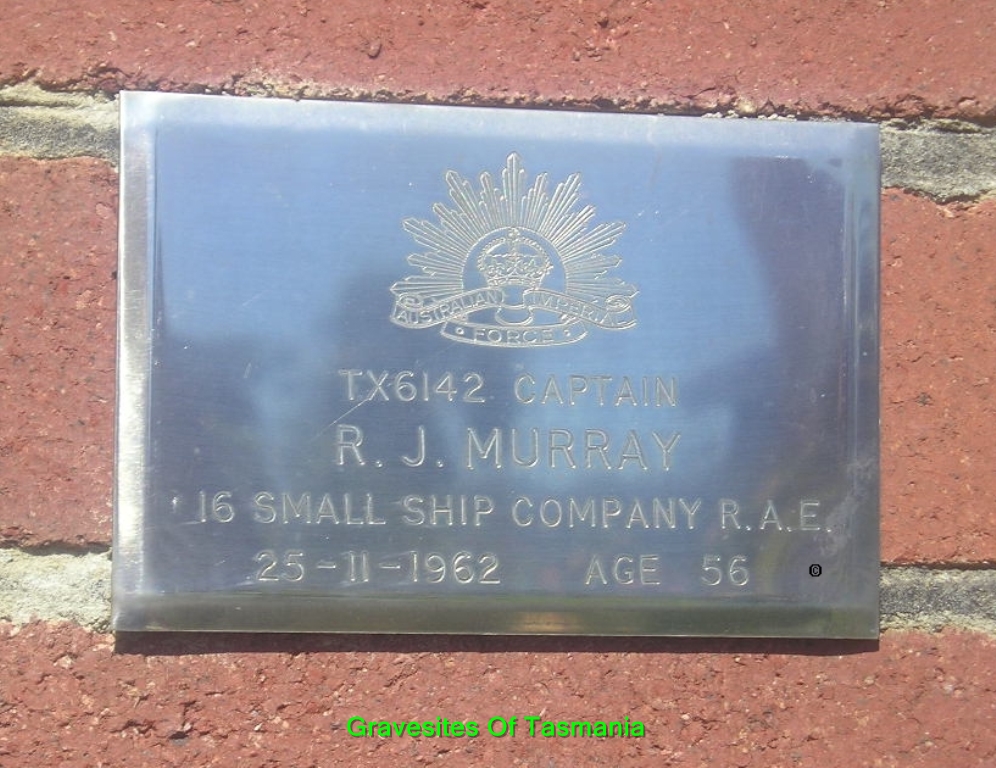 AUSTRALIAN IMPERIAL
FORCE
TX6142 CAPTAIN
R. J. MURRAY
16 SMALL SHIP COMPANY R.A.E.
25-11-1962 AGE 56 ©
Gravesites Of Tasmania